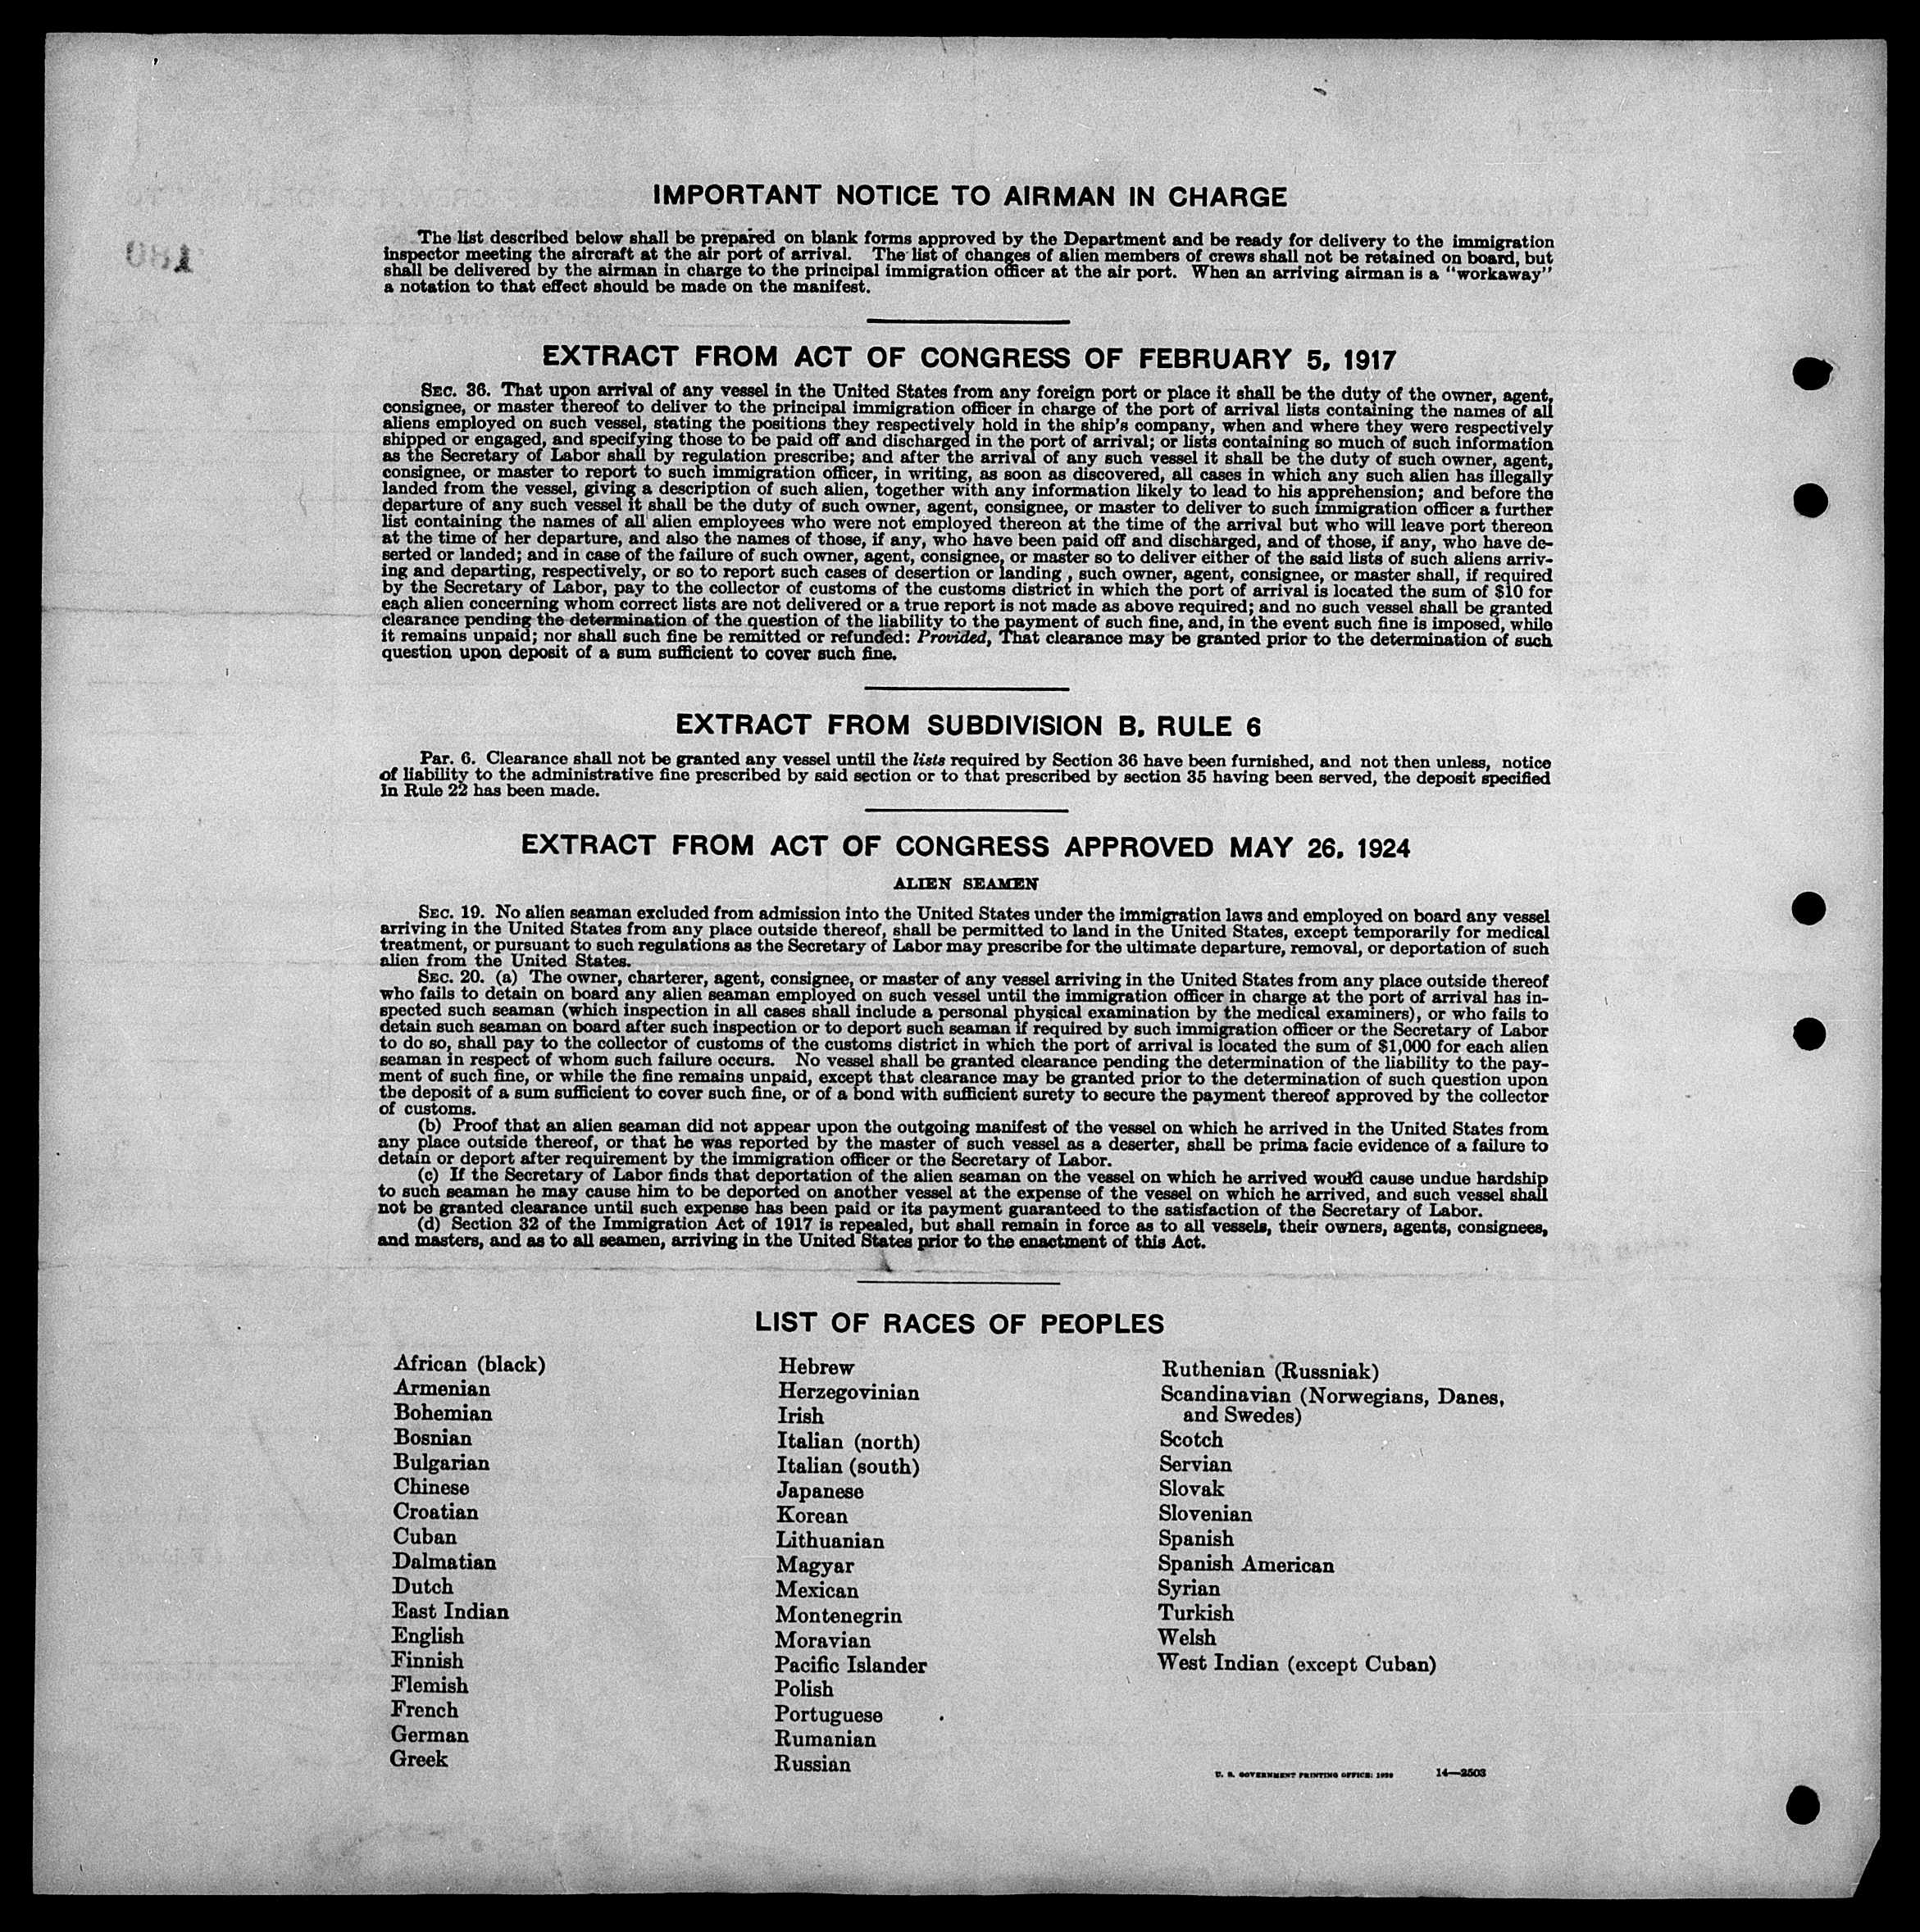 IMPORTANT NOTICE TO AIRMAN IN CHARGE
The list described below shall be prepared on blank forms approved by the Department and be ready for delivery to the immigration
inspector meeting the aircraft at the air port of arrival. The list of changes of alien members of crews shall not be retained on board, but
shall be delivered by the airman in charge to the principal immigration officer at the air port. When an arriving airman is a "workaway"
a notation to that effect should be made on the manifest.
EXTRACT FROM ACT OF CONGRESS OF FEBRUARY 5, 1917
SEC. 36. That upon arrival of any vessel in the United States from any foreign port or place it shall be the duty of the owner, agent,
consignee, or master thereof to deliver to the principal immigration officer in charge of the port of arrival lists containing the names of all
aliens employed on such vessel, stating the positions they respectively hold in the ship's company, when and where they were respectively
shipped or engaged, and specifying those to be paid off and discharged in the port of arrival; or lists containing so much of such information
as the Secretary of Labor shall by regulation prescribe; and after the arrival of any such vessel it shall be the duty of such owner, agent,
consignee, or master to report to such immigration officer, in writing, as soon as discovered, all cases in which any such alien has illegally
landed from the vessel, giving a description of such alien, together with any information likely to lead to his apprehension; and before the
departure of any such vessel it shall be the duty of such owner, agent, consignee, or master to deliver to such immigration officer a further
list containing the names of all alien employees who were not employed thereon at the time of the arrival but who will leave port thereon
at the time of her departure, and also the names of those, if any, who have been paid off and discharged, and of those, if any, who have de-
serted or landed; and in case of the failure of such owner, agent, consignee, or master so to deliver either of the said lists of such aliens arriv-
ing and departing, respectively, or so to report such cases of desertion or landing , such owner, agent, consignee, or master shall, if required
by the Secretary of Labor, pay to the collector of customs of the customs district in which the port of arrival is located the sum of $10 for
each alien concerning whom correct lists are not delivered or a true report is not made as above required; and no such vessel shall be granted
clearance pending the determination of the question of the liability to the payment of such fine, and, in the event such fine is imposed, while
it remains unpaid; nor shall such fine be remitted or refunded: Provided, That clearance may be granted prior to the determination of such
question upon deposit of a sum sufficient to cover such fine.
EXTRACT FROM SUBDIVISION B, RULE 6
Par. 6. Clearance shall not be granted any vessel until the lists required by Section 36 have been furnished, and not then unless, notice
of liability to the administrative fine prescribed by said section or to that prescribed by section 35 having been served, the deposit specified
in Rule 22 has been made.
EXTRACT FROM ACT OF CONGRESS APPROVED MAY 26, 1924
ALIEN SEAMEN
SEC. 19. No alien seaman excluded from admission into the United States under the immigration laws and employed on board any vessel
arriving in the United States from any place outside thereof, shall be permitted to land in the United States, except temporarily for medical
treatment, or pursuant to such regulations as the Secretary of Labor may prescribe for the ultimate departure, removal, or deportation of such
alien from the United States.
SEC. 20. (a) The owner, charterer, agent, consignee, or master of any vessel arriving in the United States from any place outside thereof
who fails to detain on board any alien seaman employed on such vessel until the immigration officer in charge at the port of arrival has in-
spected such seaman (which inspection in all cases shall include a personal physical examination by the medical examiners), or who fails to
detain such seaman on board after such inspection or to deport such seaman if required by such immigration officer or the Secretary of Labor
to do so, shall pay to the collector of customs of the customs district in which the port of arrival is located the sum of $1,000 for each alien
seaman in respect of whom such failure occurs. No vessel shall be granted clearance pending the determination of the liability to the pay-
ment of such fine, or while the fine remains unpaid, except that clearance may be granted prior to the determination of such question upon
the deposit of a sum sufficient to cover such fine, or of a bond with sufficient surety to secure the payment thereof approved by the collector
of customs.
(b) Proof that an alien seaman did not appear upon the outgoing manifest of the vessel on which he arrived in the United States from
any place outside thereof, or that he was reported by the master of such vessel as a deserter, shall be prima facie evidence of a failure to
detain or deport after requirement by the immigration officer or the Secretary of Labor.
(c) If the Secretary of Labor finds that deportation of the alien seaman on the vessel on which he arrived would cause undue hardship
to such seaman he may cause him to be deported on another vessel at the expense of the vessel on which he arrived, and such vessel shall
not be granted clearance until such expense has been paid or its payment guaranteed to the satisfaction of the Secretary of Labor.
(d) Section 32 of the Immigration Act of 1917 is repealed, but shall remain in force as to all vessels, their owners, agents, consignees,
and masters, and as to all seamen, arriving in the United States prior to the enactment of this Act.
LIST OF RACES OF PEOPLES
African (black)
Armenian
Bohemian
Bosnian
Bulgarian
Chinese
Croatian
Cuban
Dalmatian
Dutch
East Indian
English
Finnish
Flemish
French
German
Greek
Hebrew
Herzegovinian
Irish
Italian (north)
Italian (south)
Japanese
Korean
Lithuanian
Magyar
Mexican
Montenegrin
Moravian
Pacific Islander
Polish
Portuguese
Rumanian
Russian
Ruthenian (Russniak)
Scandinavian (Norwegians, Danes,
and Swedes)
Scotch
Servian
Slovak
Slovenian
Spanish
Spanish American
Syrian
Turkish
Welsh
West Indian (except Cuban)
U. S. GOVERNMENT PRINTING OFFICE: 14—2503